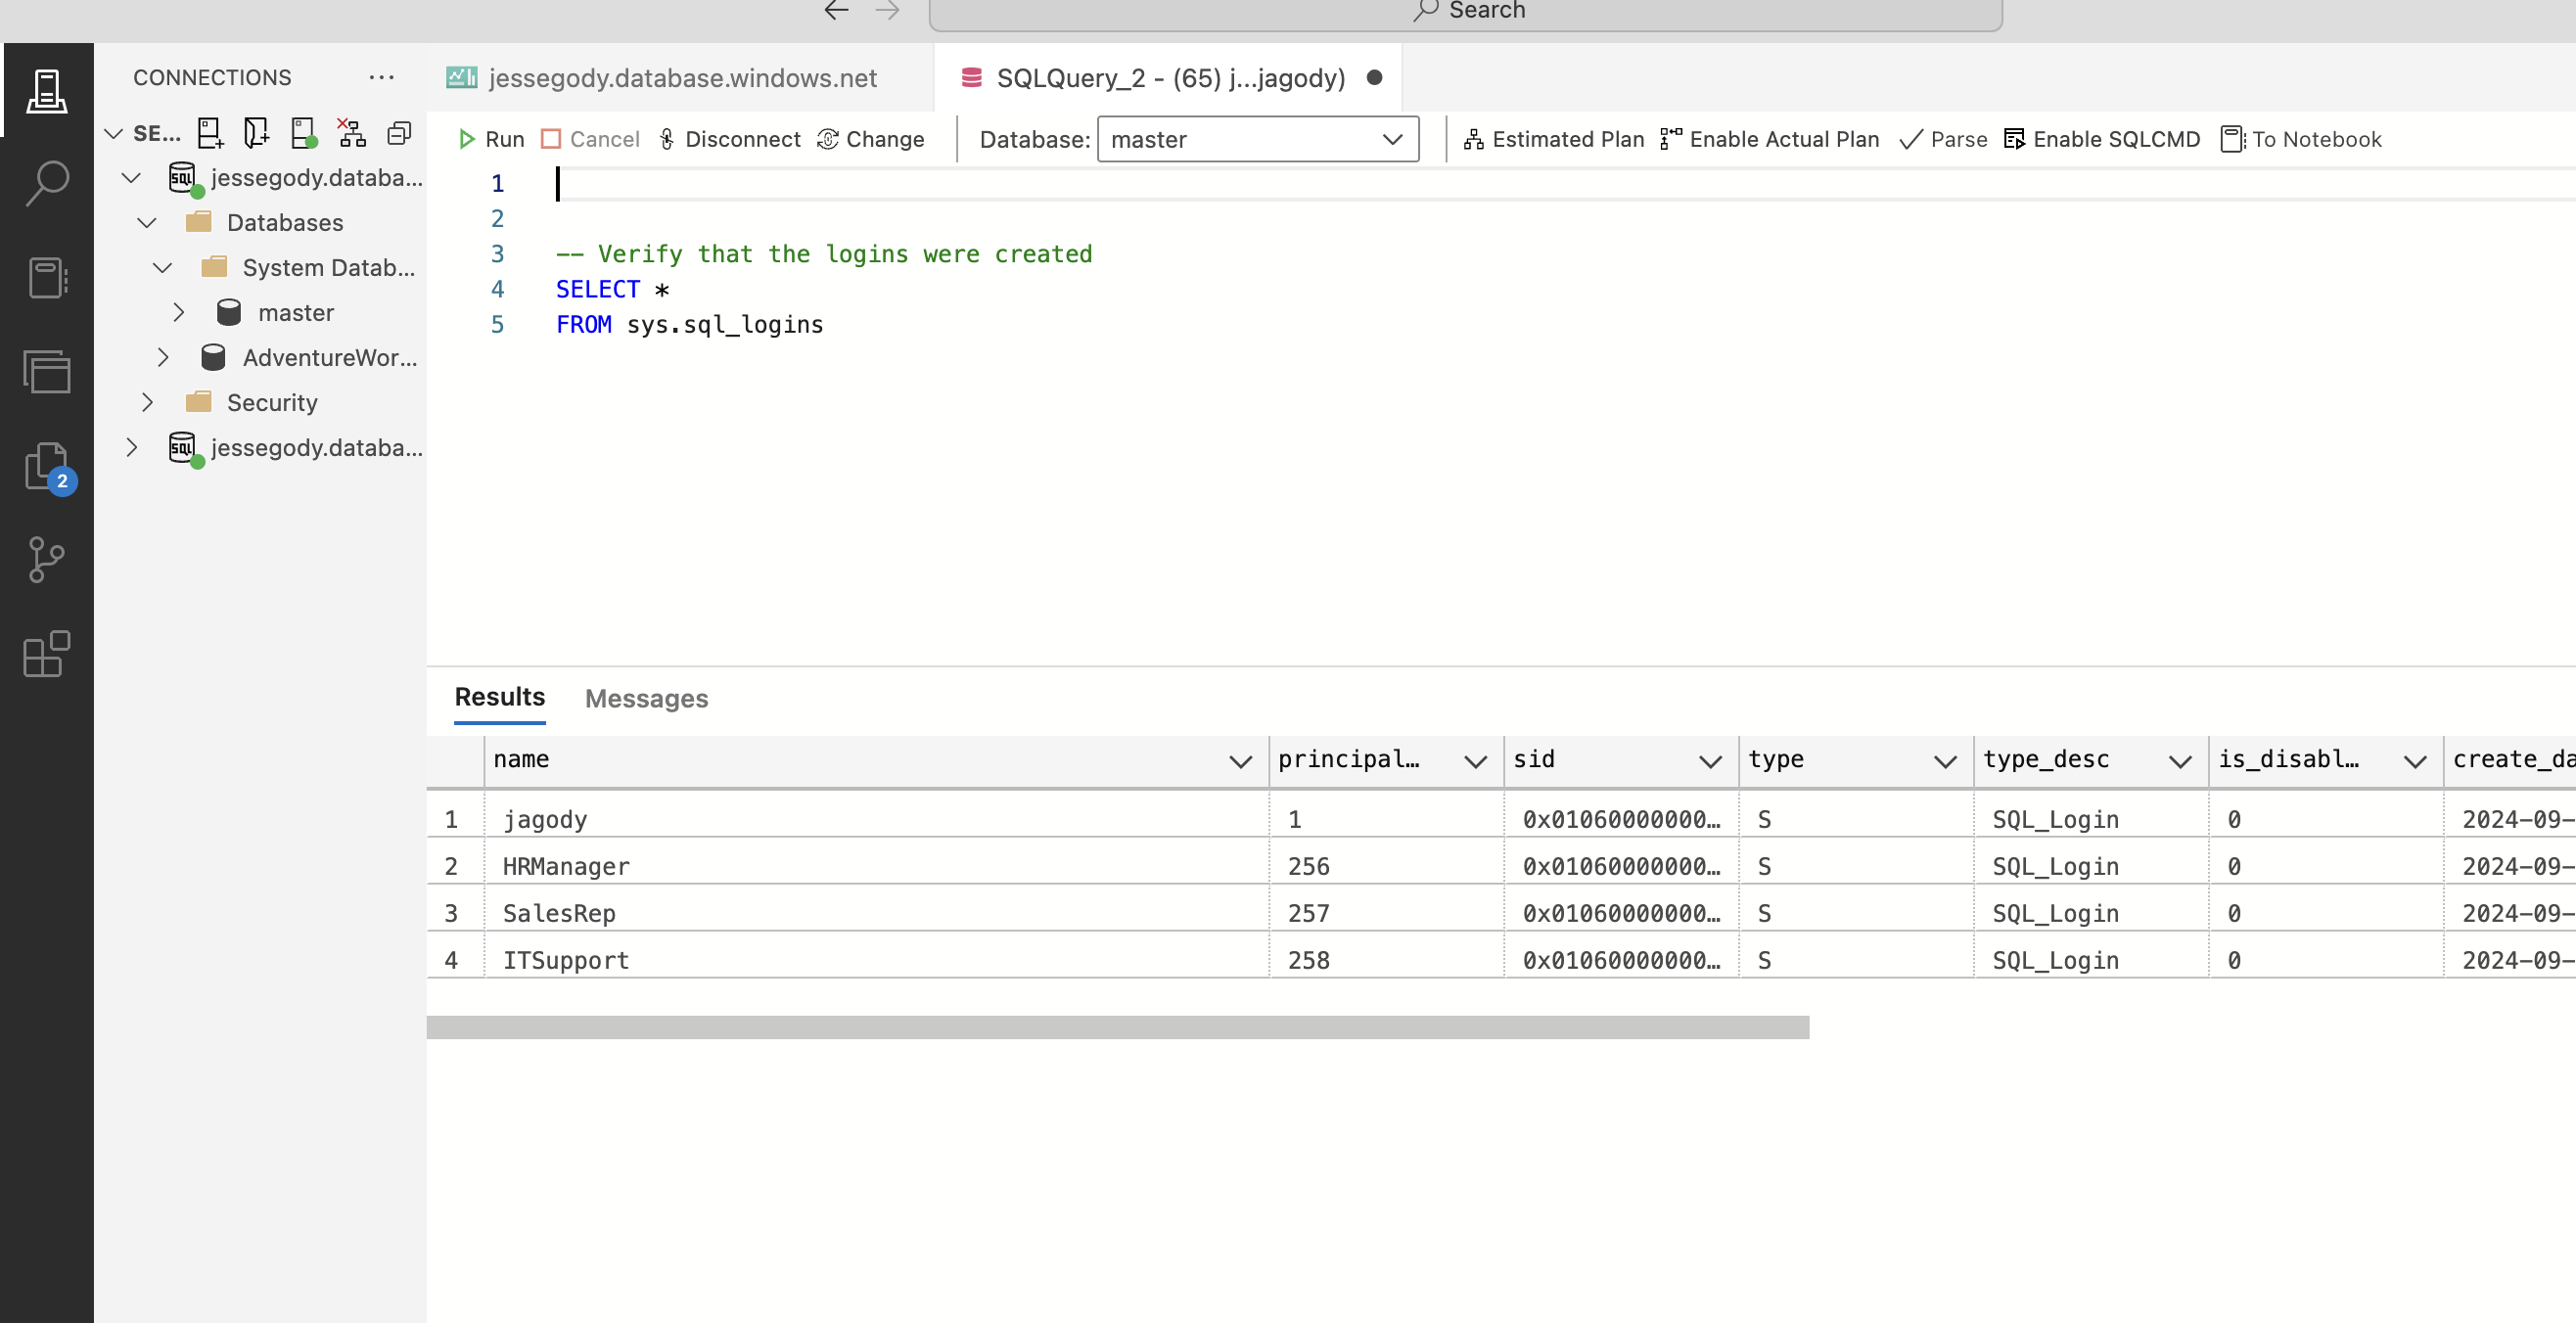 Search
CONNECTIONS ...
jessegody.database.windows.net
SQLQuery_2 - (65) j...jagody)
SE...
Run Cancel Disconnect Change Database: master Estimated Plan Enable Actual Plan Parse Enable SQLCMD To Notebook
jessegody.databa...
Databases
System Datab...
master
AdventureWor...
Security
jessegody.databa...
2
1
2
3 -- Verify that the logins were created
4 SELECT *
5 FROM sys.sql_logins
Results Messages
name principal… sid type type_desc is_disabl… create_da
1 jagody 1 0x01060000000… S SQL_Login 0 2024-09-
2 HRManager 256 0x01060000000… S SQL_Login 0 2024-09-
3 SalesRep 257 0x01060000000… S SQL_Login 0 2024-09-
4 ITSupport 258 0x01060000000… S SQL_Login 0 2024-09-